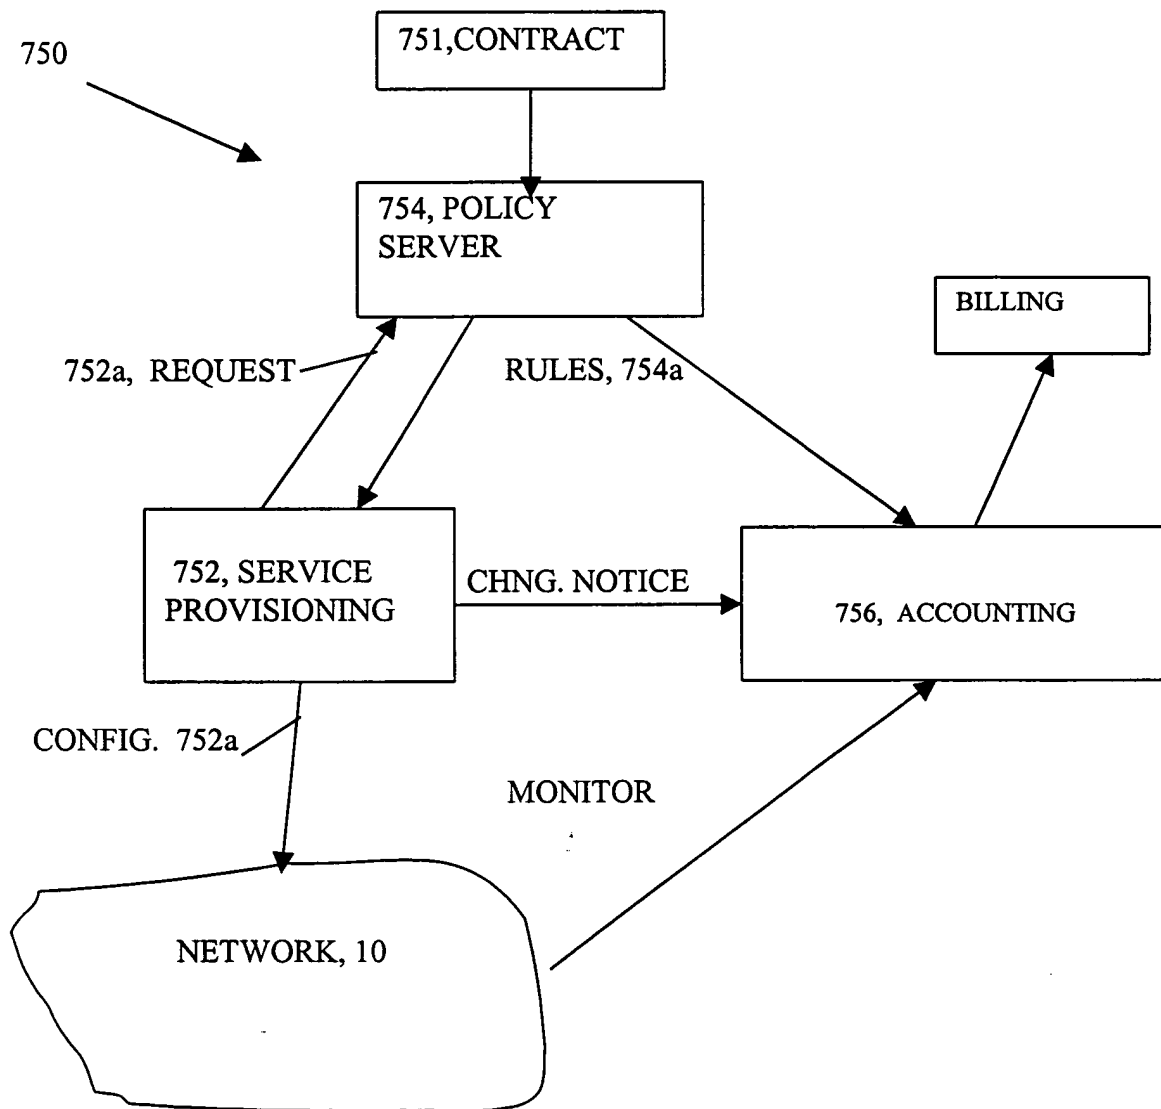 750
751,CONTRACT
754, POLICY
SERVER
BILLING
752a, REQUEST
RULES, 754a
752, SERVICE
PROVISIONING
CHNG. NOTICE
756, ACCOUNTING
CONFIG. 752a
MONITOR
NETWORK, 10